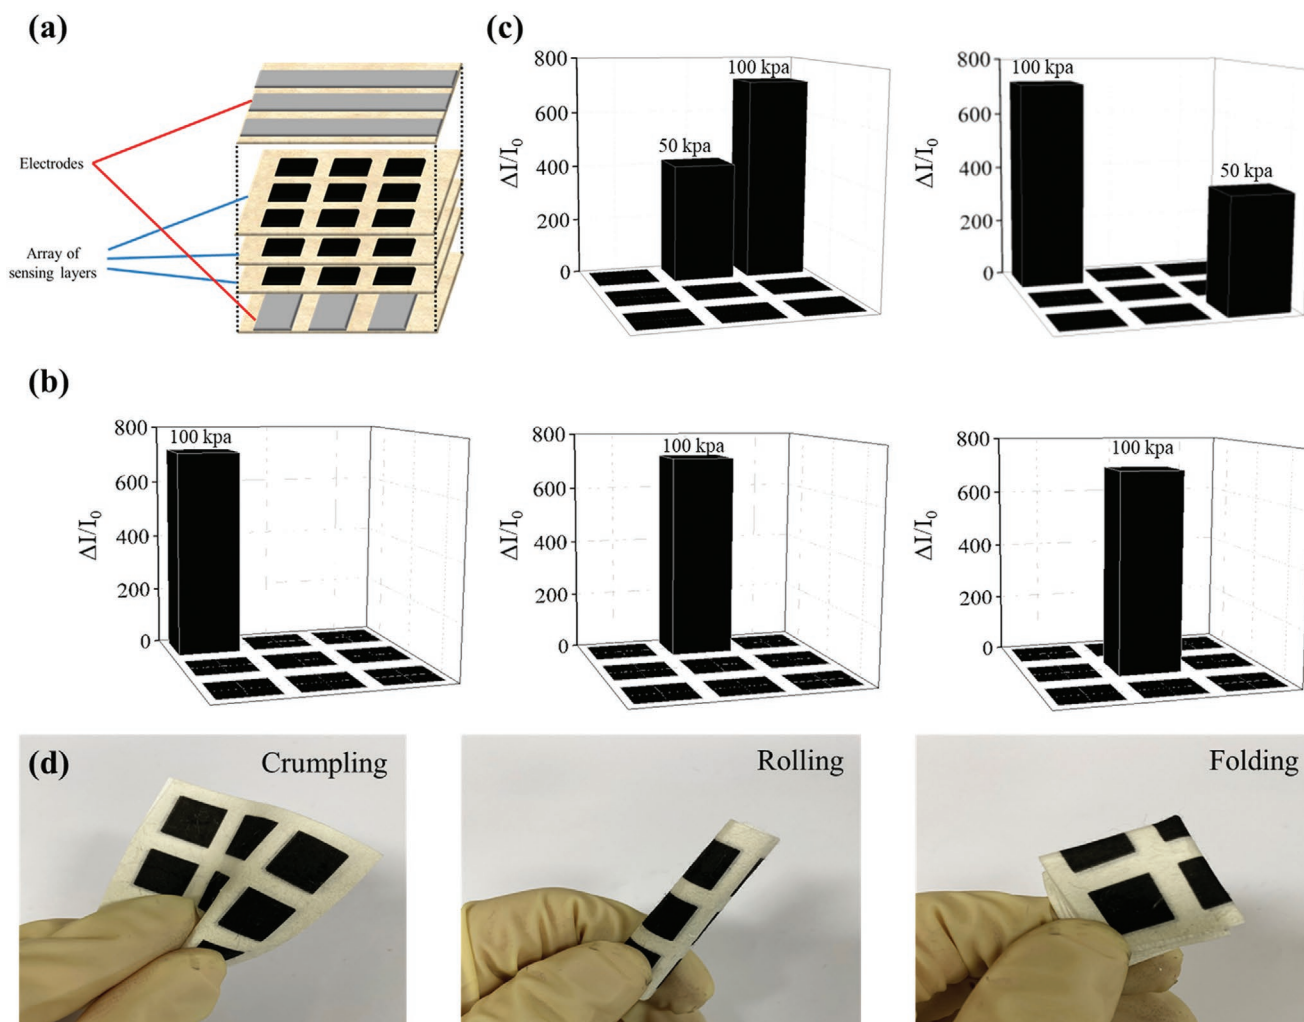 (a)
Electrodes
Array of
sensing layers
(c)
ΔI/I₀
800
600
400
200
0
50 kpa
100 kpa
ΔI/I₀
800
600
400
200
0
100 kpa
50 kpa
(b)
ΔI/I₀
800
600
400
200
0
100 kpa
ΔI/I₀
800
600
400
200
0
100 kpa
ΔI/I₀
800
600
400
200
0
100 kpa
(d)
Crumpling
Rolling
Folding